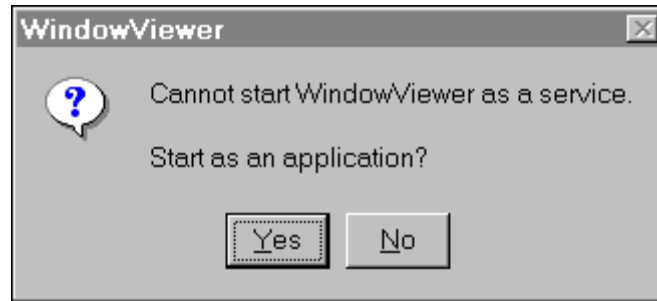 WindowViewer
?
Cannot start WindowViewer as a service.
Start as an application?
Yes No